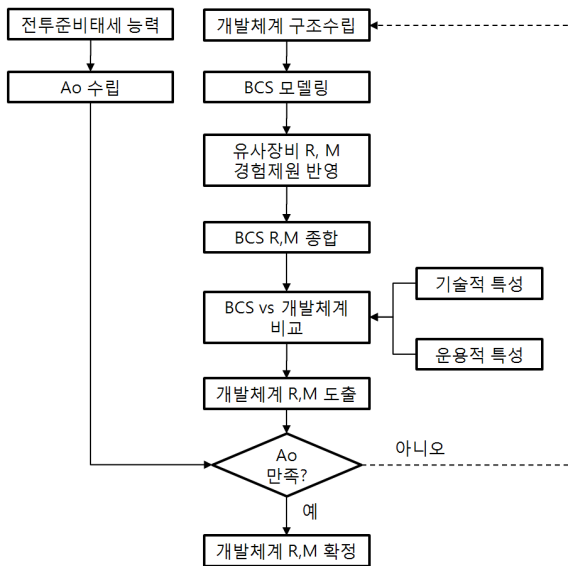 전투준비태세 능력
개발체계 구조수립
Ao 수립
BCS 모델링
유사장비 R, M
경험제원 반영
BCS R,M 종합
BCS vs 개발체계
비교
기술적 특성
운용적 특성
개발체계 R,M 도출
Ao
만족?
아니오
예
개발체계 R,M 확정